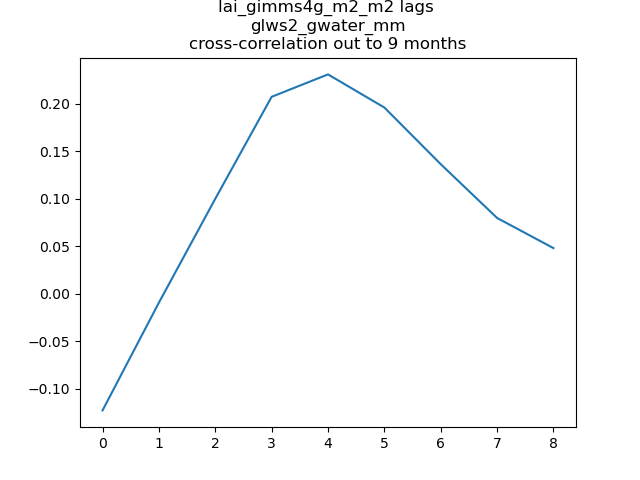 lai_gimms4g_m2_m2 lags
glws2_gwater_mm
cross-correlation out to 9 months
0.20
0.15
0.10
0.05
0.00
−0.05
−0.10
0 1 2 3 4 5 6 7 8